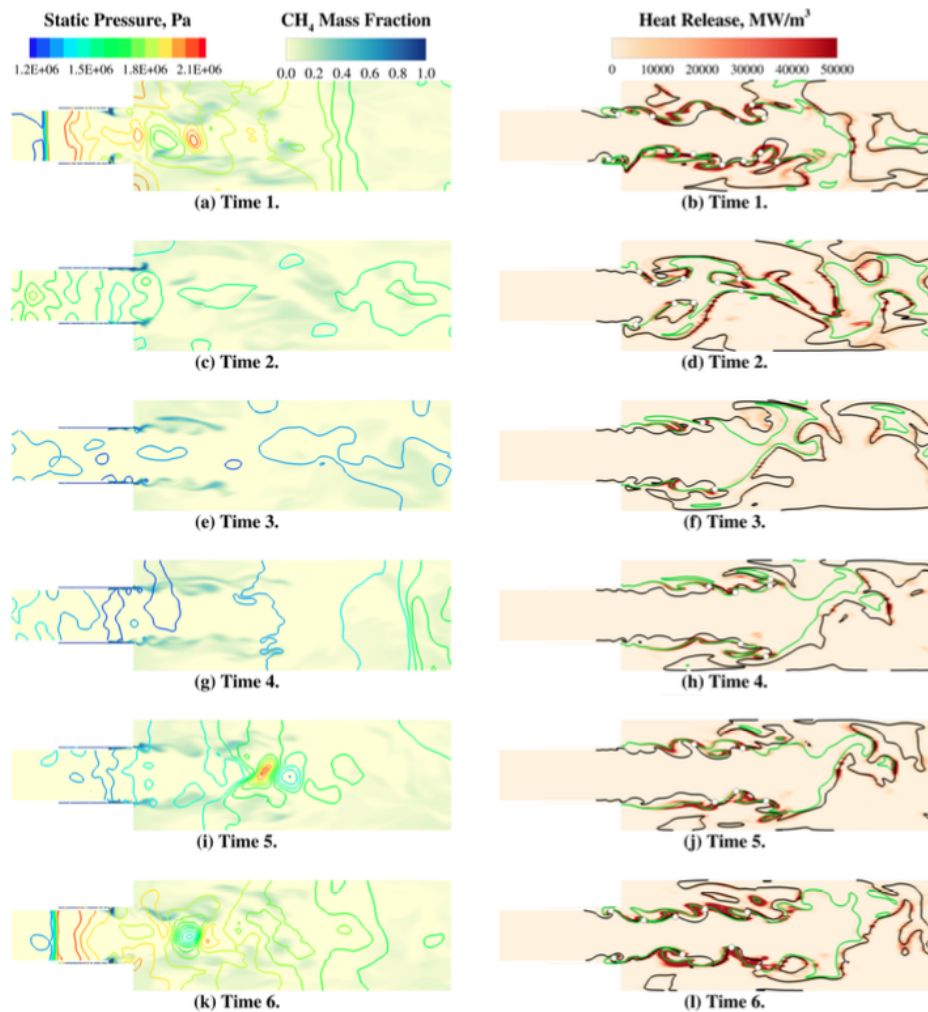 Static Pressure, Pa
CH4 Mass Fraction
Heat Release, MW/m3
1.2E+06 1.5E+06 1.8E+06 2.1E+06
0.0 0.2 0.4 0.6 0.8 1.0
0 10000 20000 30000 40000 50000
(a) Time 1.
(b) Time 1.
(c) Time 2.
(d) Time 2.
(e) Time 3.
(f) Time 3.
(g) Time 4.
(h) Time 4.
(i) Time 5.
(j) Time 5.
(k) Time 6.
(l) Time 6.